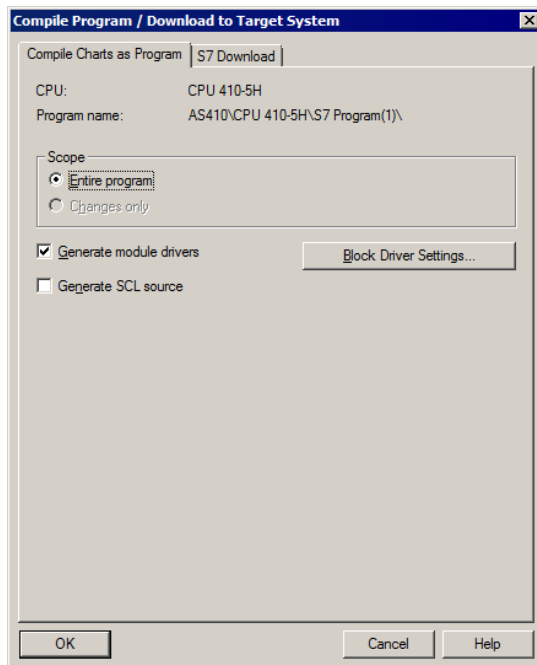 Compile Program / Download to Target System
Compile Charts as Program
S7 Download
CPU: CPU 410-5H
Program name: AS410\CPU 410-5H\S7 Program(1)\
Scope
Entire program
Changes only
Generate module drivers
Block Driver Settings...
Generate SCL source
OK
Cancel
Help